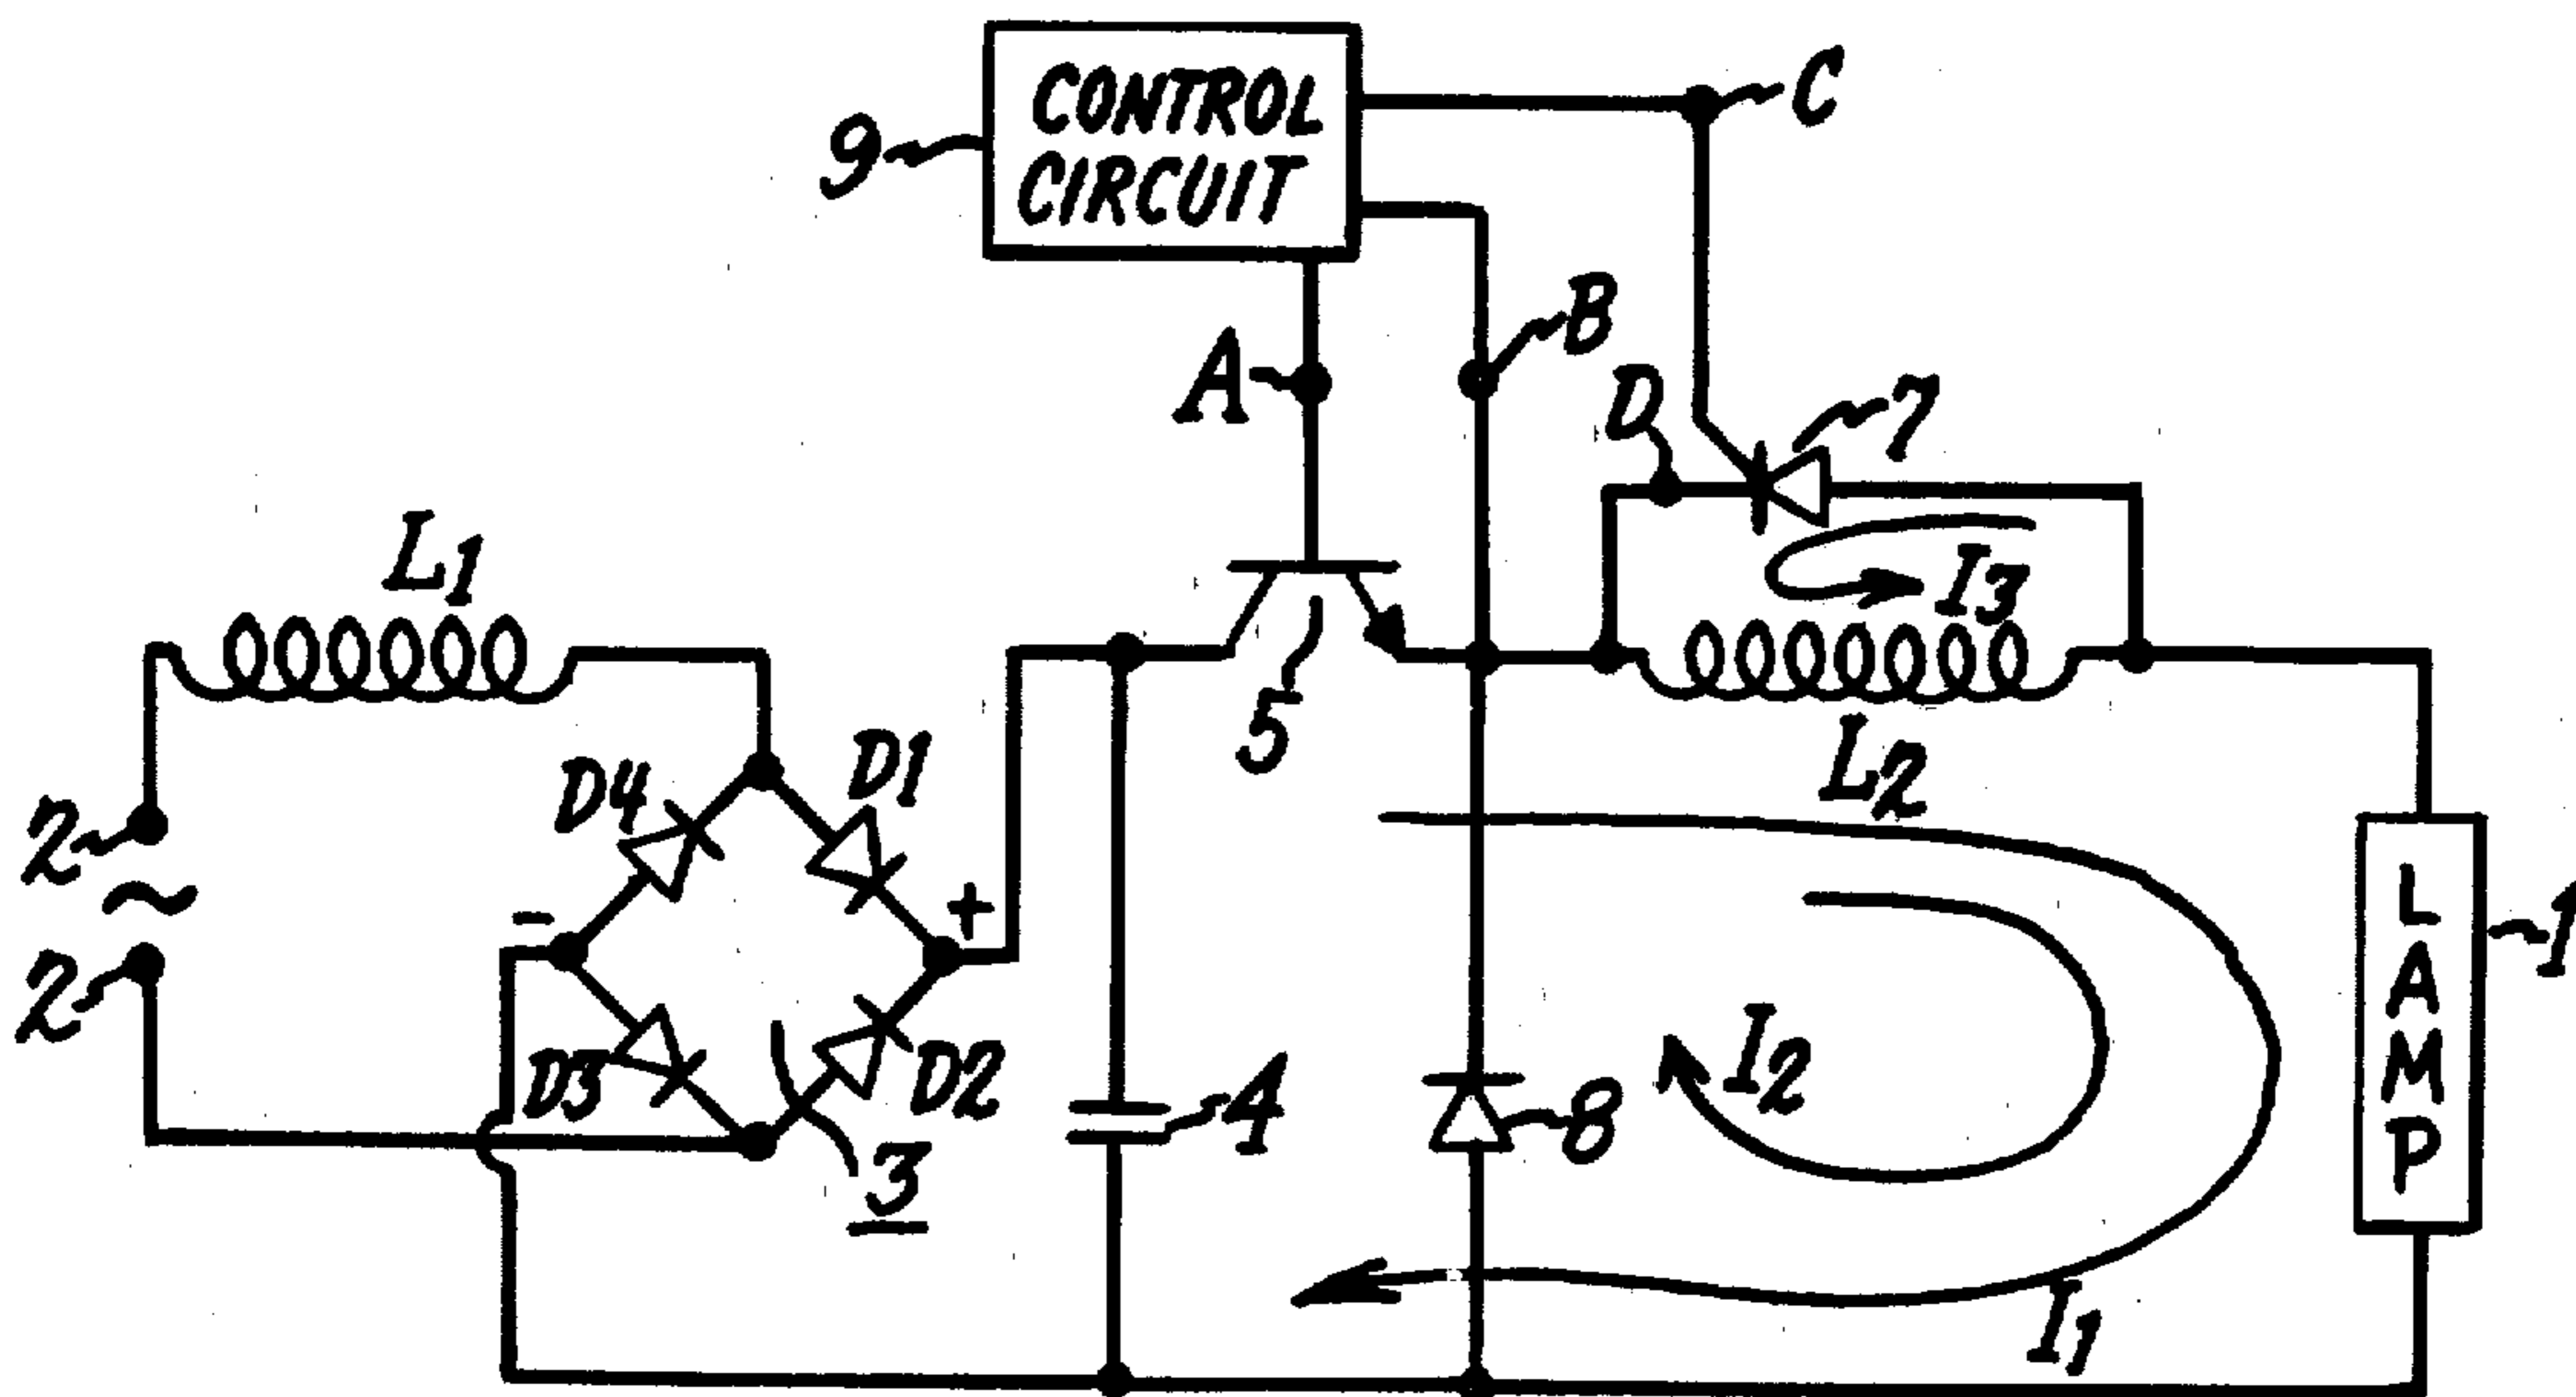 CONTROL
CIRCUIT
9
C
B
A
D
7
I3
L1
5
L2
D4
D1
2
~
2
-
+
D3
D2
3
4
8
I2
I1
LAMP
1